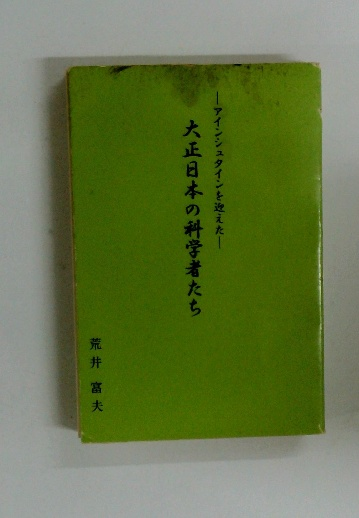 ―アインシュタインを迎えた―
大正日本の科学者たち
荒井富夫